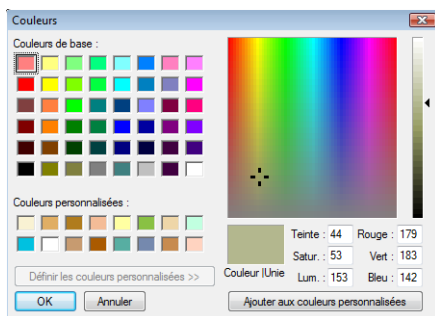 Couleurs
Couleurs de base :
Couleurs personnalisées :
Définir les couleurs personnalisées >>
OK Annuler
Couleur |Unie
Teinte : 44 Rouge : 179
Satur. : 53 Vert : 183
Lum. : 153 Bleu : 142
Ajouter aux couleurs personnalisées